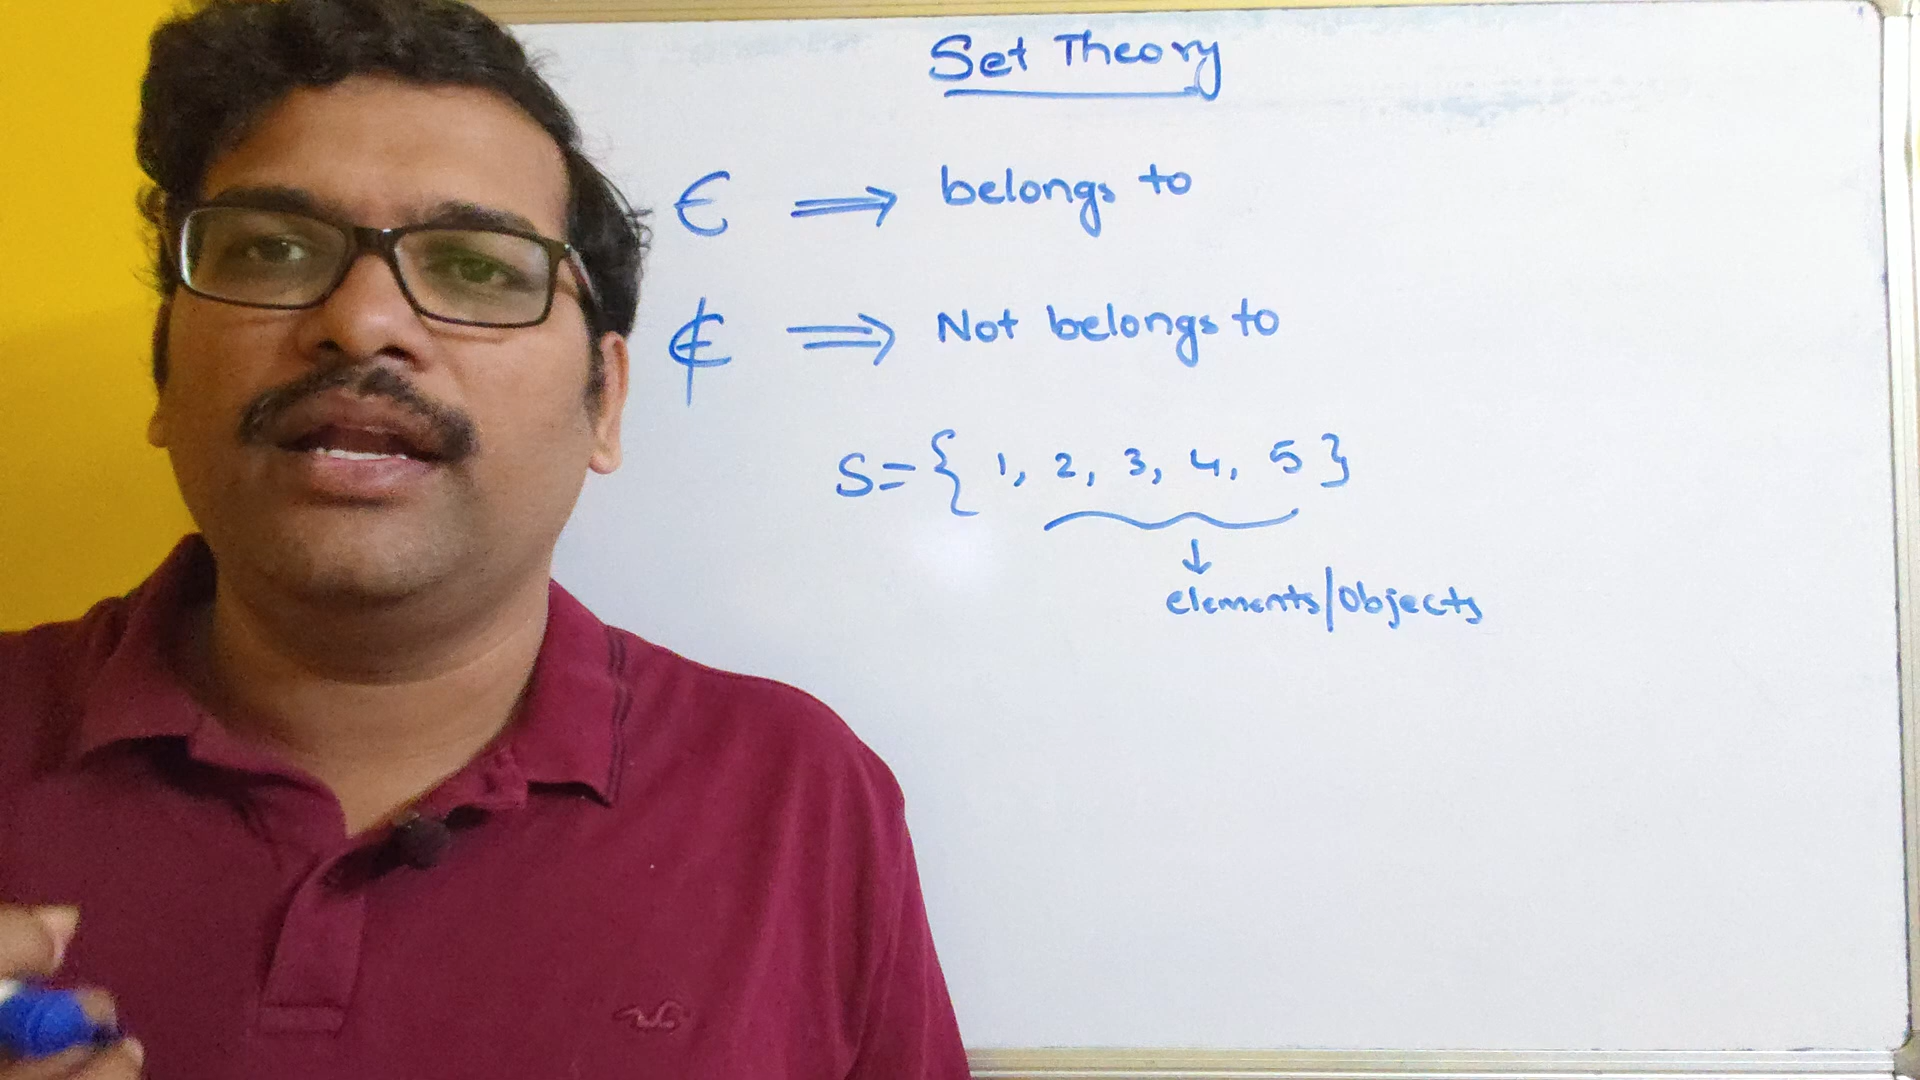 Set Theory
∈ ⟹ belongs to
∉ ⟹ Not belongs to
S = { 1, 2, 3, 4, 5 }
↓
elements/objects